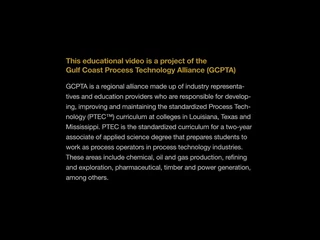 This educational video is a project of the
Gulf Coast Process Technology Alliance (GCPTA)
GCPTA is a regional alliance made up of industry representa-
tives and education providers who are responsible for develop-
ing, improving and maintaining the standardized Process Tech-
nology (PTEC™) curriculum at colleges in Louisiana, Texas and
Mississippi. PTEC is the standardized curriculum for a two-year
associate of applied science degree that prepares students to
work as process operators in process technology industries.
These areas include chemical, oil and gas production, refining
and exploration, pharmaceutical, timber and power generation,
among others.